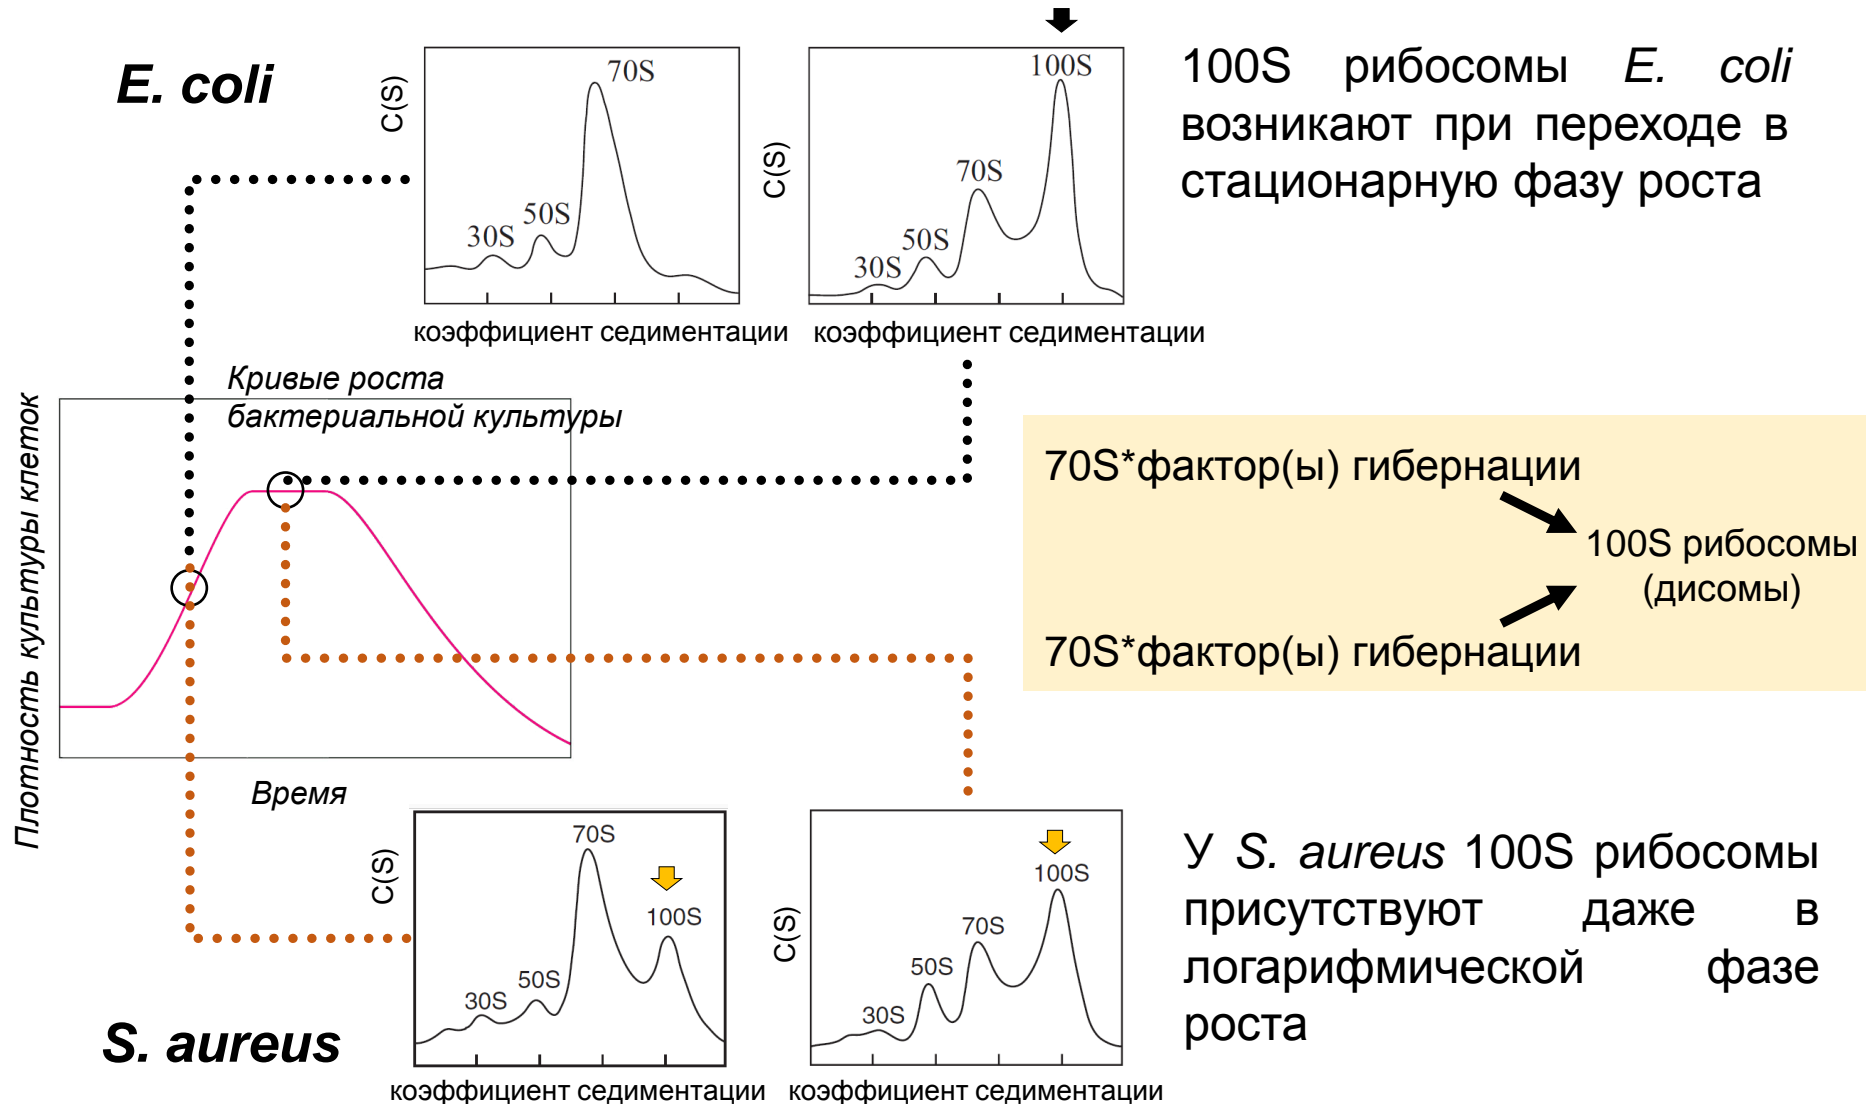 E. coli
C(S)
30S
50S
70S
коэффициент седиментации
C(S)
30S
50S
70S
100S
коэффициент седиментации
100S рибосомы E. coli
возникают при переходе в
стационарную фазу роста
Кривые роста
бактериальной культуры
Плотность культуры клеток
Время
70S*фактор(ы) гибернации
100S рибосомы
(дисомы)
70S*фактор(ы) гибернации
S. aureus
C(S)
30S
50S
70S
100S
коэффициент седиментации
C(S)
30S
50S
70S
100S
коэффициент седиментации
У S. aureus 100S рибосомы
присутствуют даже в
логарифмической фазе
роста